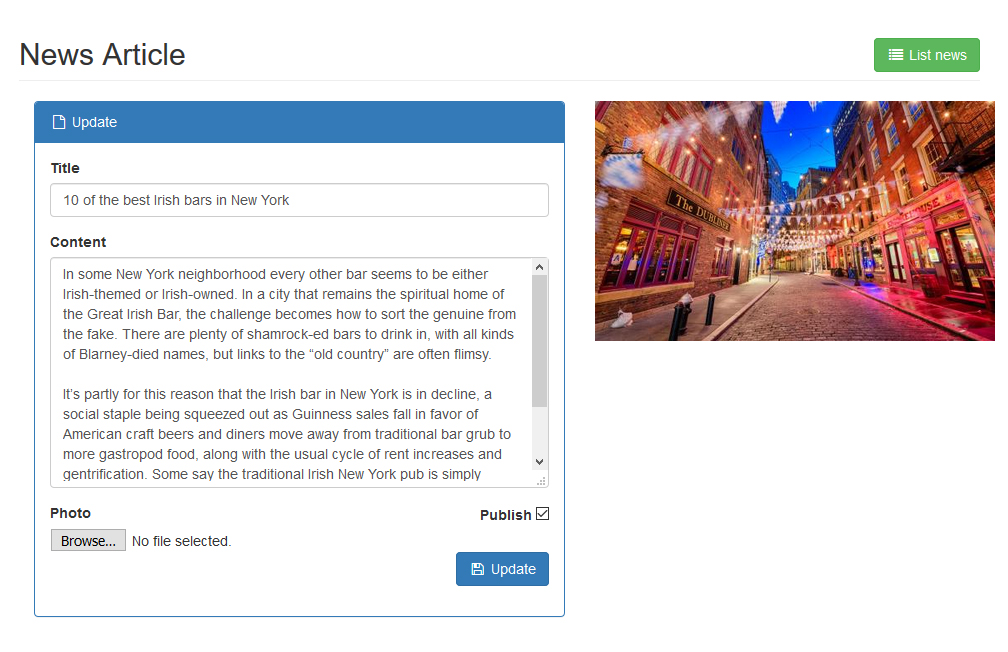 News Article
List news
Update
Title
10 of the best Irish bars in New York
Content
In some New York neighborhood every other bar seems to be either
Irish-themed or Irish-owned. In a city that remains the spiritual home of
the Great Irish Bar, the challenge becomes how to sort the genuine from
the fake. There are plenty of shamrock-ed bars to drink in, with all kinds
of Blarney-died names, but links to the “old country” are often flimsy.
It’s partly for this reason that the Irish bar in New York is in decline, a
social staple being squeezed out as Guinness sales fall in favor of
American craft beers and diners move away from traditional bar grub to
more gastropod food, along with the usual cycle of rent increases and
gentrification. Some say the traditional Irish New York pub is simply
The DUBLINER
HOUSE
Photo
Publish
Browse... No file selected.
Update